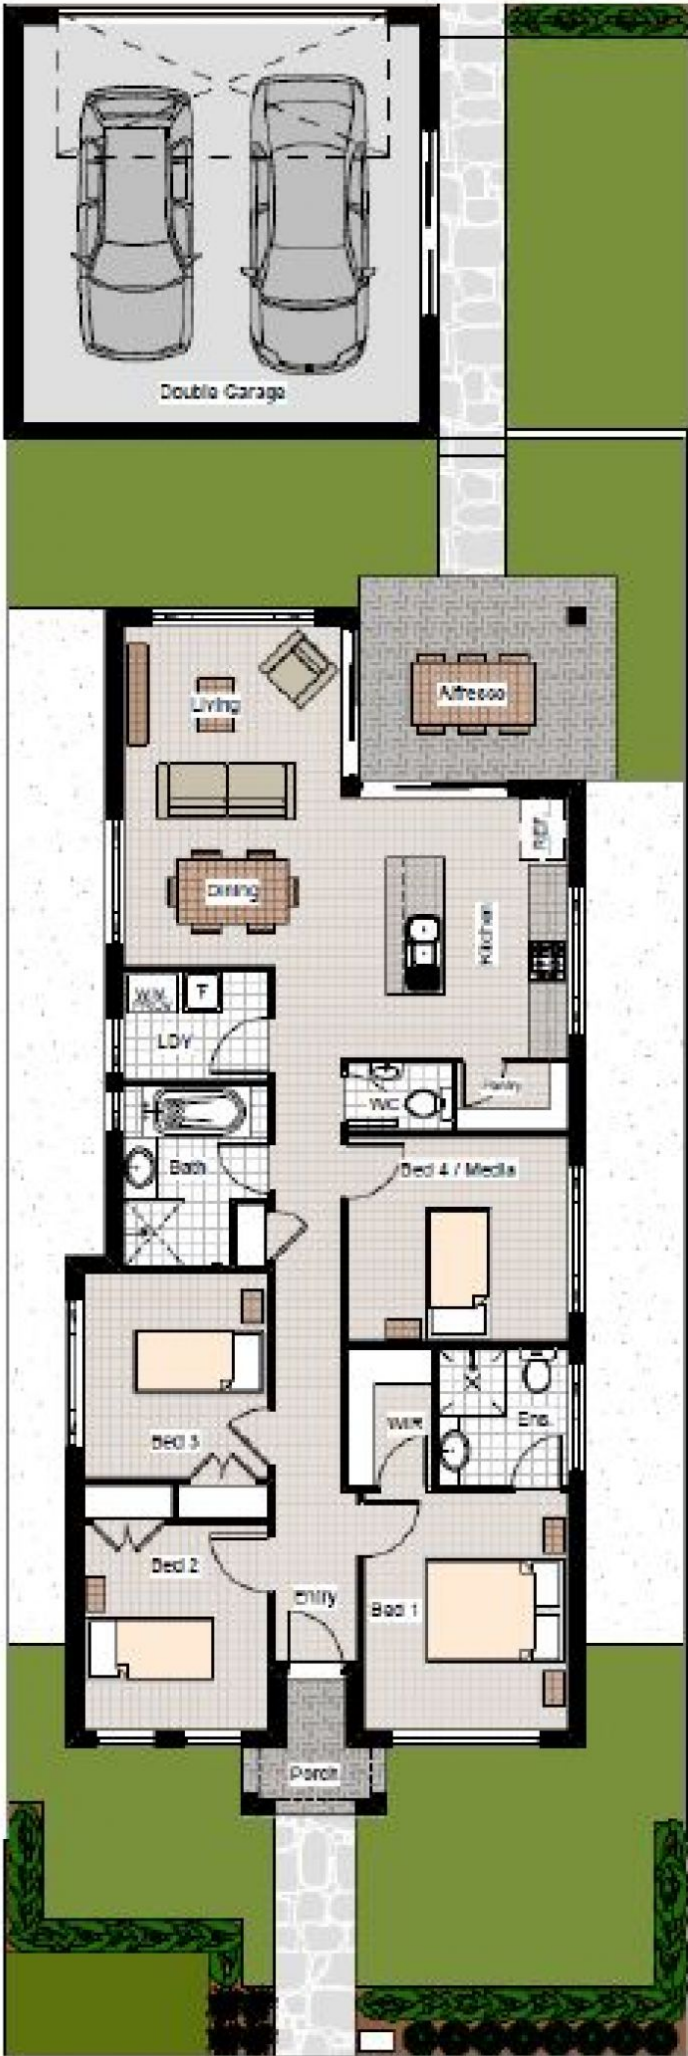 Double Garage
Alfresco
Living
REF.
Dining
Kitchen
W.M.
T
LDY
Pantry
WC
Bath
Bed 4 / Media
WIR
Ens.
Bed 3
Bed 2
Entry
Bed 1
Porch